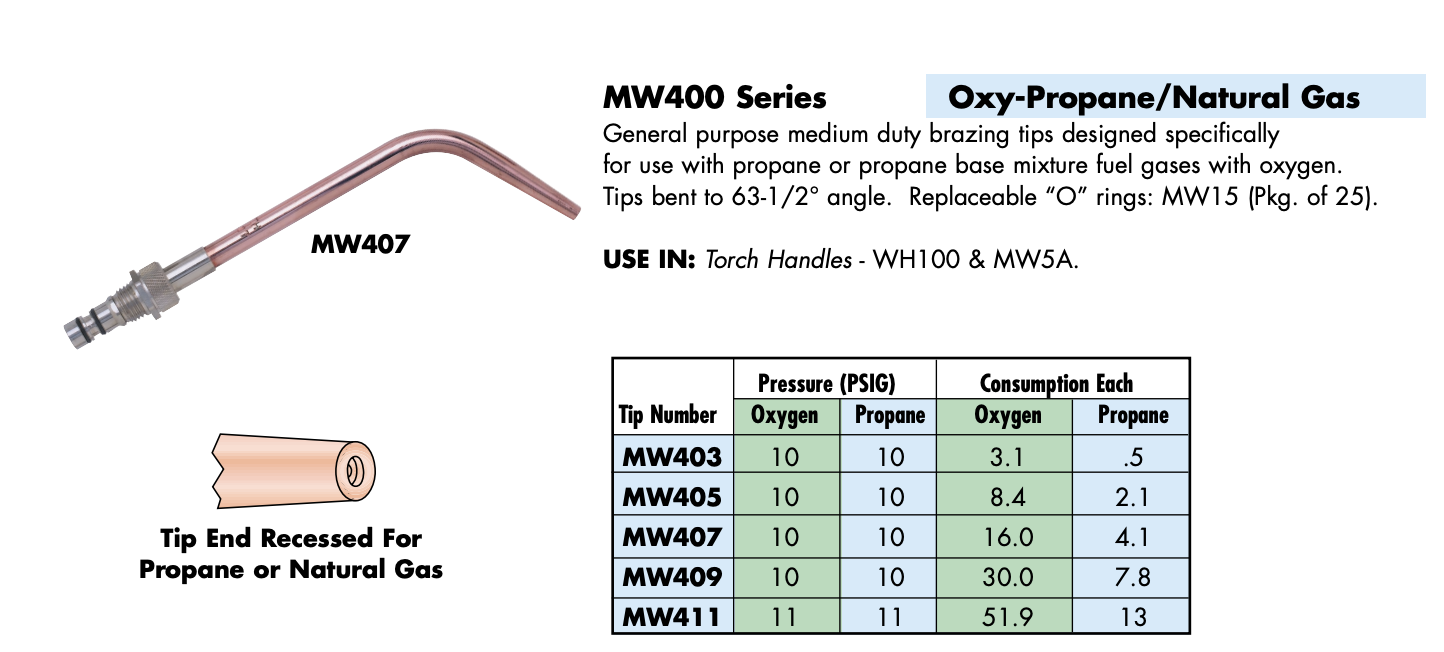 MW400 Series Oxy-Propane/Natural Gas
General purpose medium duty brazing tips designed specifically
for use with propane or propane base mixture fuel gases with oxygen.
Tips bent to 63-1/2° angle. Replaceable “O” rings: MW15 (Pkg. of 25).
MW407
USE IN: Torch Handles - WH100 & MW5A.
Pressure (PSIG) Consumption Each
Tip Number Oxygen Propane Oxygen Propane
MW403 10 10 3.1 .5
MW405 10 10 8.4 2.1
MW407 10 10 16.0 4.1
MW409 10 10 30.0 7.8
MW411 11 11 51.9 13
Tip End Recessed For
Propane or Natural Gas